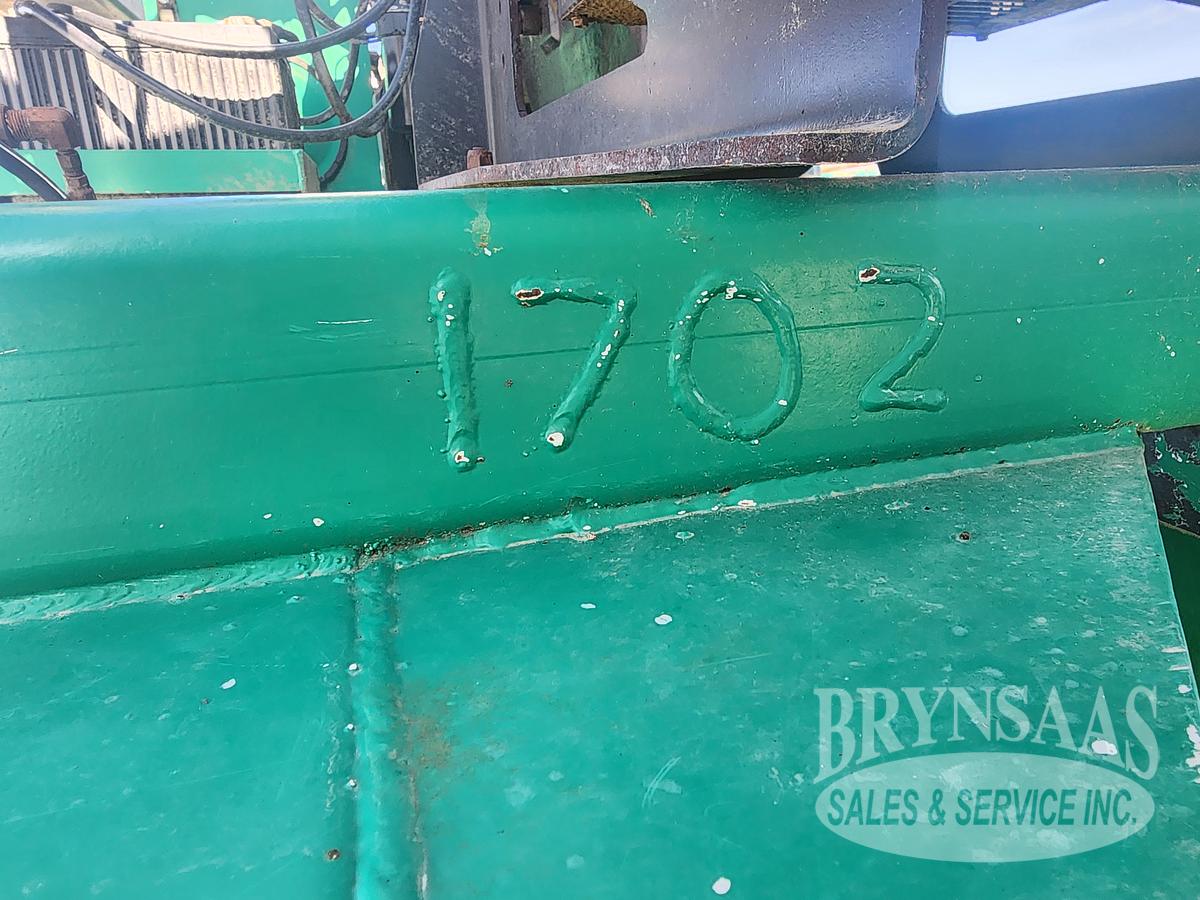 1702
BRYNSAAS
SALES & SERVICE INC.